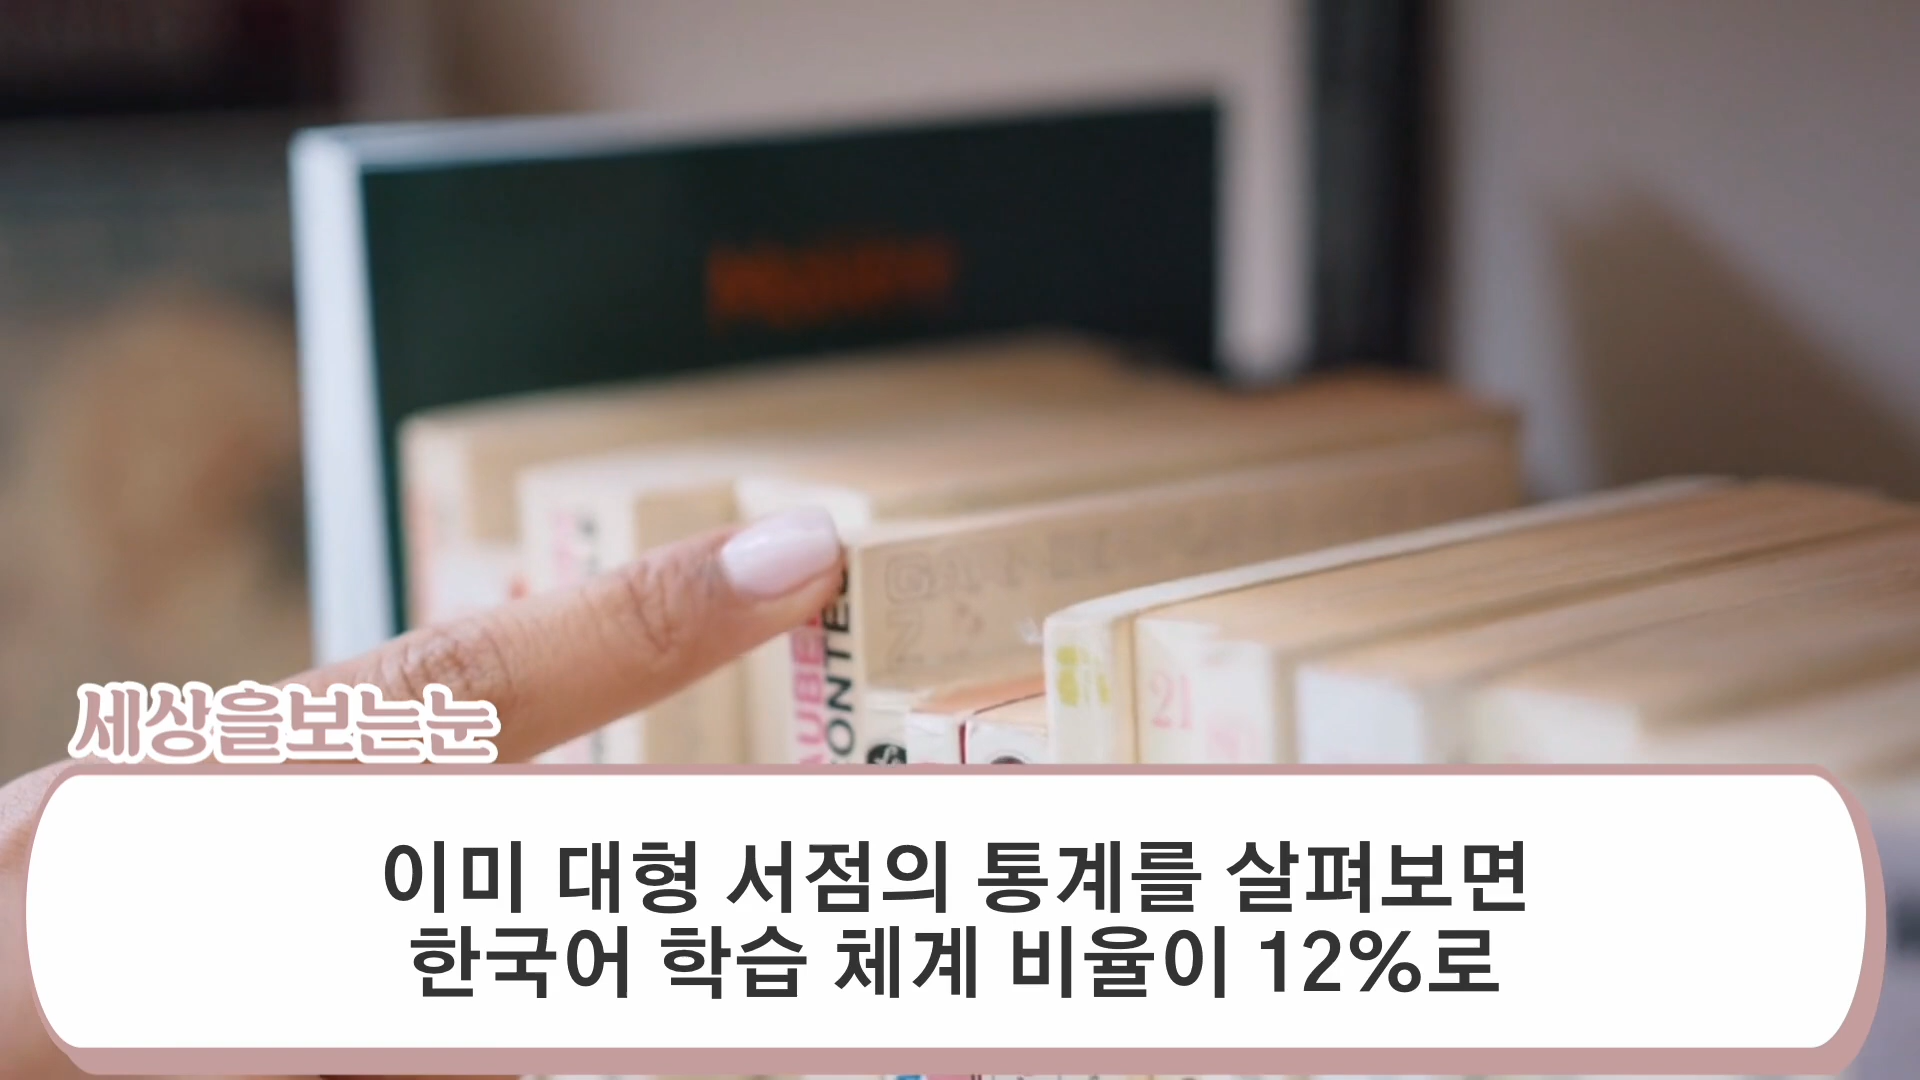 세상을보는눈
이미 대형 서점의 통계를 살펴보면
한국어 학습 체계 비율이 12%로
21